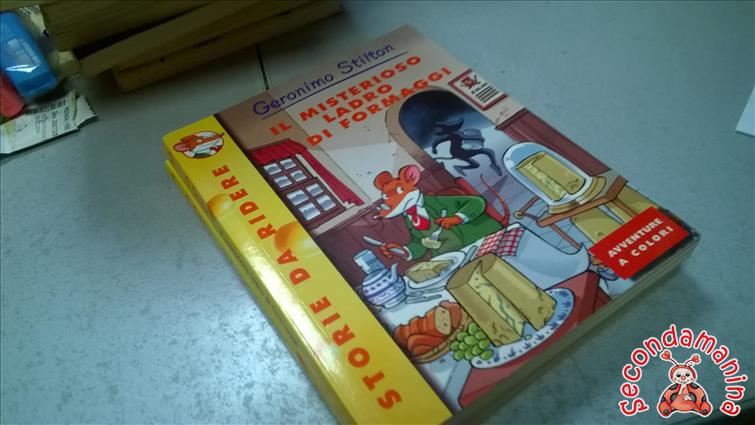 Geronimo Stilton
IL MISTERIOSO
LADRO
DI FORMAGGI
STORIE DA RIDERE
AVVENTURE
A COLORI
Secondamanina